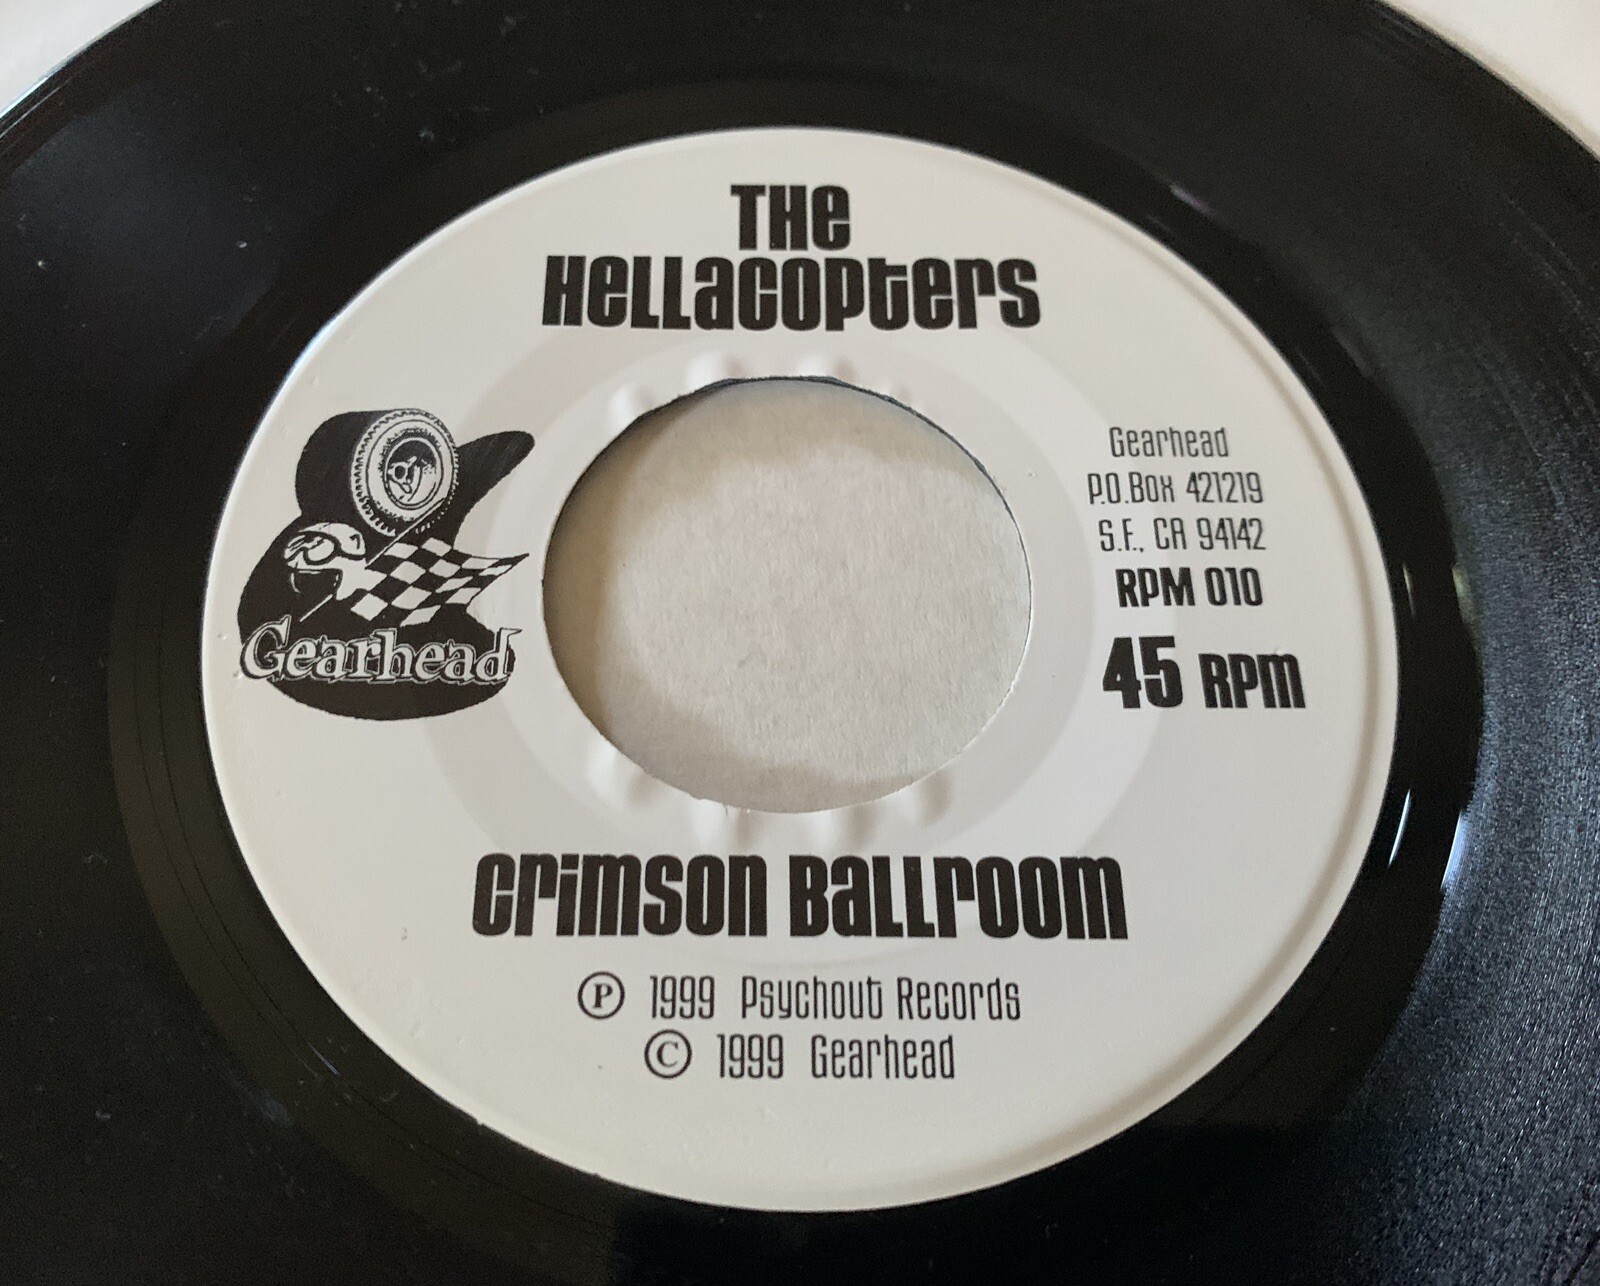 THE
HELLACOPTERS
Gearhead
Gearhead
P.O.Box 421219
S.F., CA 94142
RPM 010
45 RPM
CRIMSON BALLROOM
Ⓟ 1999 Psychout Records
© 1999 Gearhead